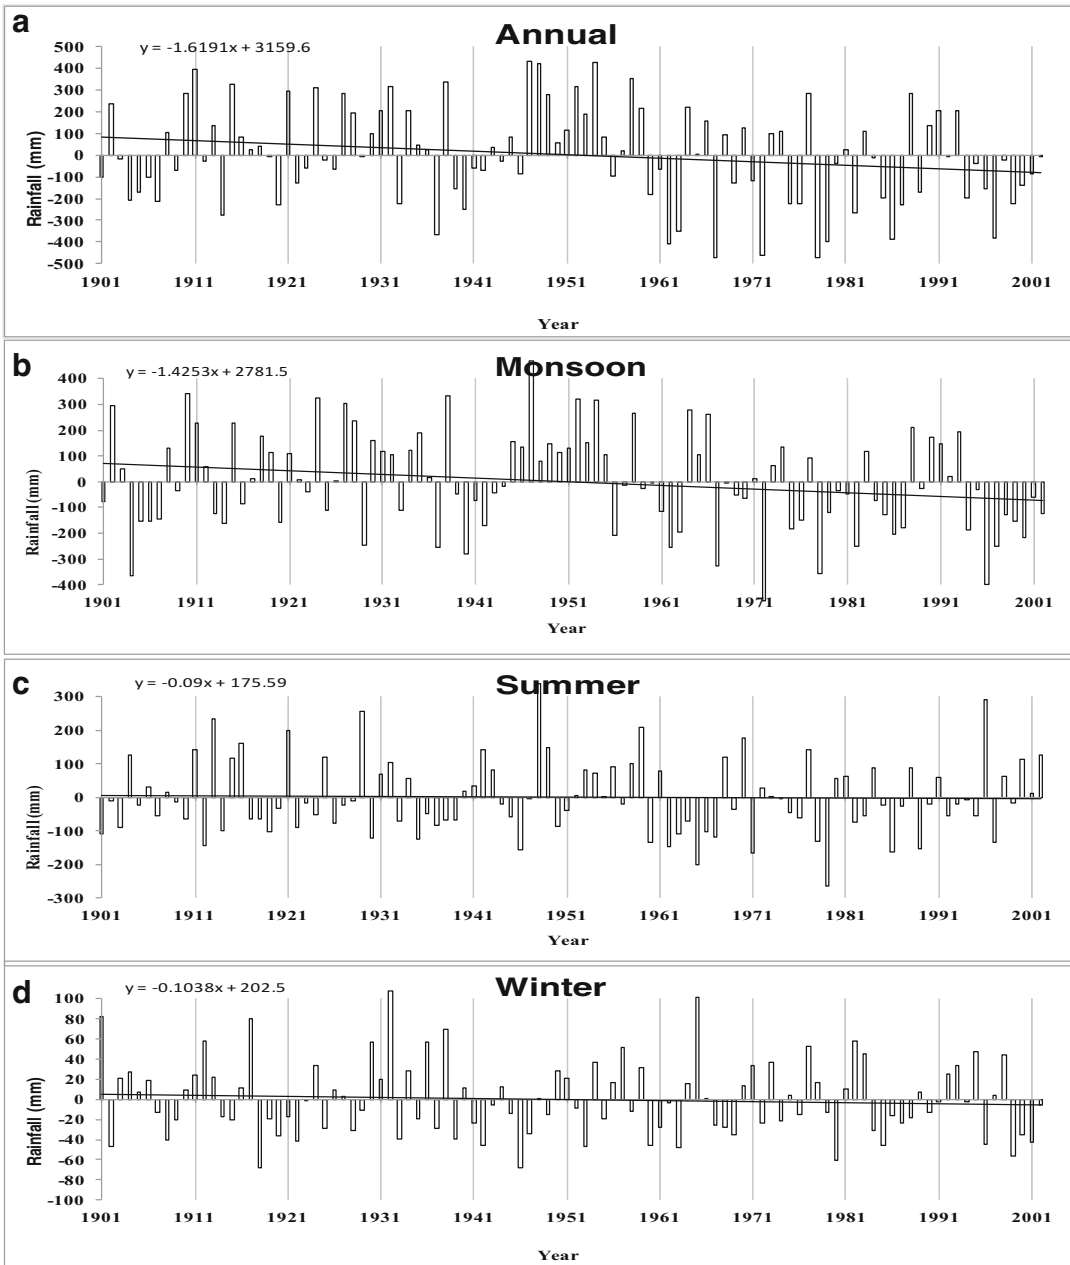 a
Annual
y = -1.6191x + 3159.6
500
400
300
200
100
0
-100
-200
-300
-400
-500
Rainfall (mm)
1901 1911 1921 1931 1941 1951 1961 1971 1981 1991 2001
Year
b
Monsoon
y = -1.4253x + 2781.5
400
300
200
100
0
-100
-200
-300
-400
Rainfall (mm)
1901 1911 1921 1931 1941 1951 1961 1971 1981 1991 2001
Year
c
Summer
y = -0.09x + 175.59
300
200
100
0
-100
-200
-300
Rainfall (mm)
1901 1911 1921 1931 1941 1951 1961 1971 1981 1991 2001
Year
d
Winter
y = -0.1038x + 202.5
100
80
60
40
20
0
-20
-40
-60
-80
-100
Rainfall (mm)
1901 1911 1921 1931 1941 1951 1961 1971 1981 1991 2001
Year